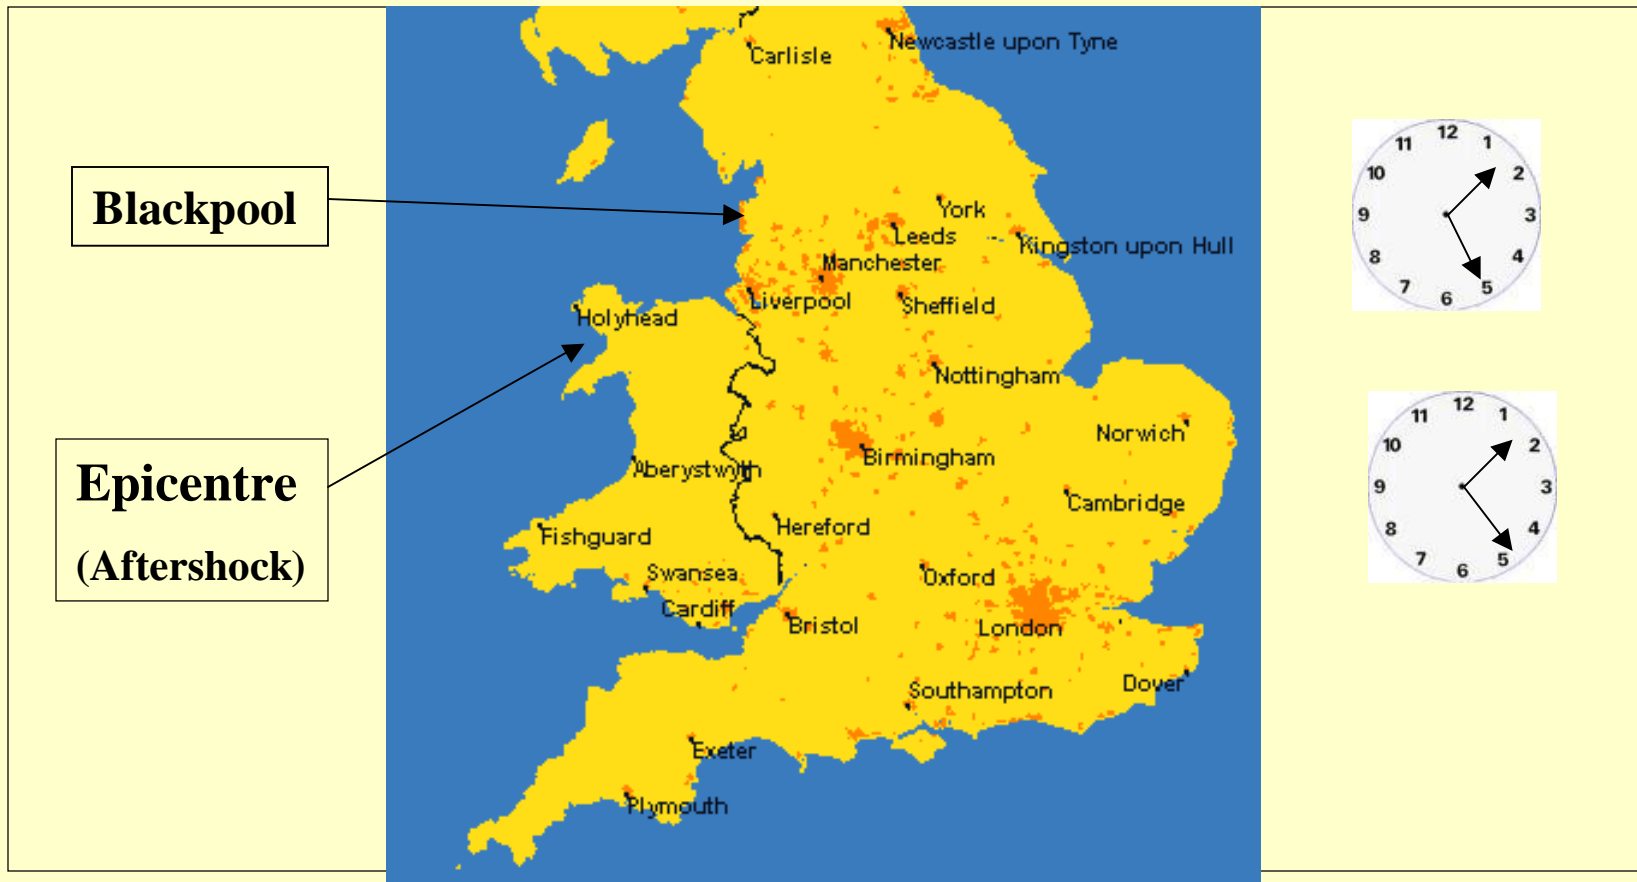 Blackpool
Epicentre
(Aftershock)
Carlisle
Newcastle upon Tyne
York
Leeds
Kingston upon Hull
Manchester
Liverpool
Sheffield
Holyhead
Nottingham
Norwich
Birmingham
Aberystwyth
Cambridge
Hereford
Fishguard
Swansea
Oxford
Cardiff
Bristol
London
Dover
Southampton
Exeter
Plymouth
12
11 1
10 2
9 3
8 4
7 5
6
12
11 1
10 2
9 3
8 4
7 5
6